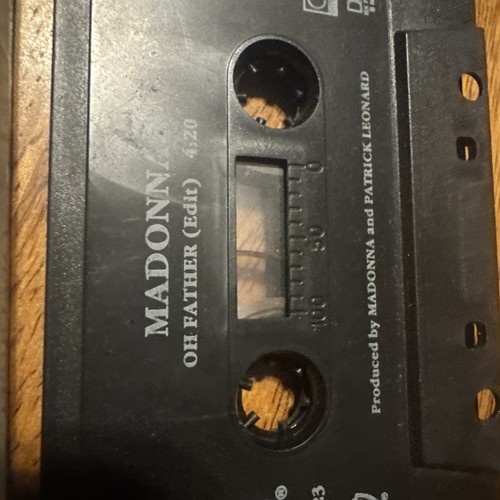 MADONNA
OH FATHER (Edit) 4:20
0 50 100
Produced by MADONNA and PATRICK LEONARD